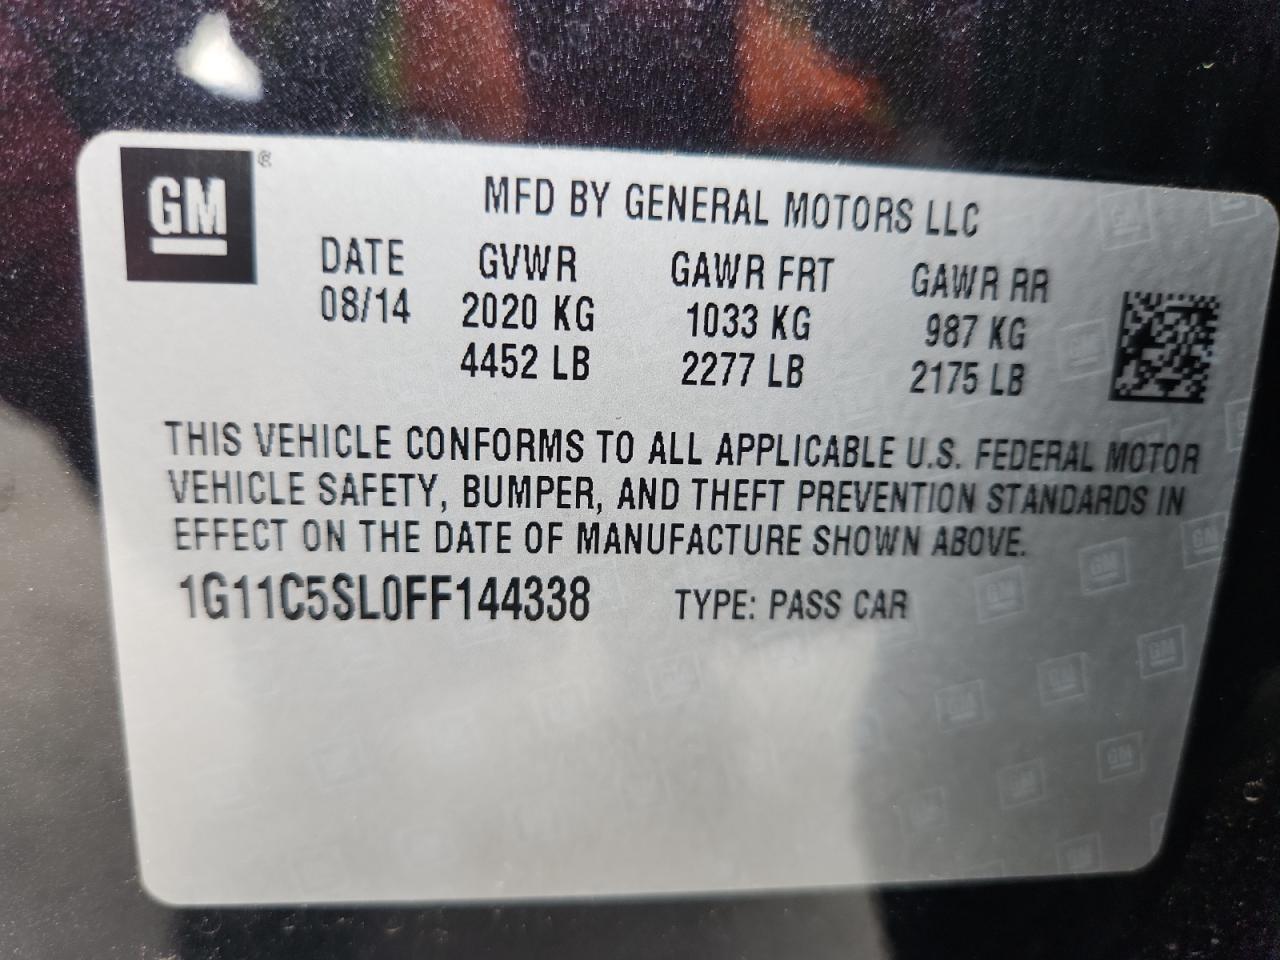 GM ®
MFD BY GENERAL MOTORS LLC
DATE GVWR GAWR FRT GAWR RR
08/14 2020 KG 1033 KG 987 KG
4452 LB 2277 LB 2175 LB
THIS VEHICLE CONFORMS TO ALL APPLICABLE U.S. FEDERAL MOTOR
VEHICLE SAFETY, BUMPER, AND THEFT PREVENTION STANDARDS IN
EFFECT ON THE DATE OF MANUFACTURE SHOWN ABOVE.
1G11C5SL0FF144338 TYPE: PASS CAR